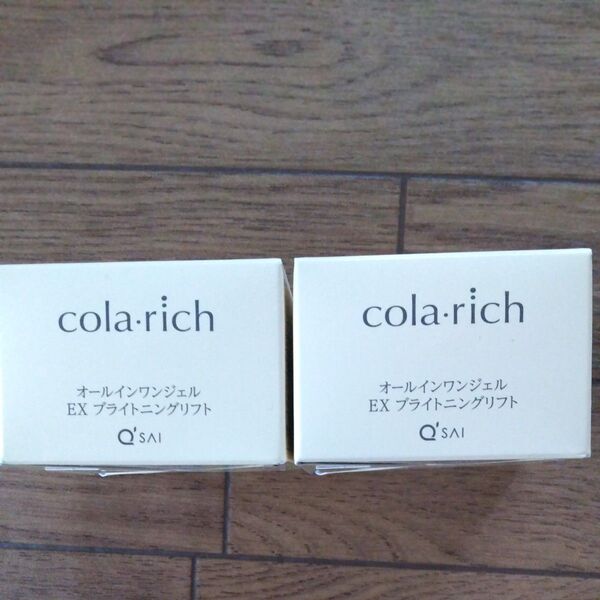 cola·rich
オールインワンジェル
EX ブライトニングリフト
Q'SAI
cola·rich
オールインワンジェル
EX ブライトニングリフト
Q'SAI